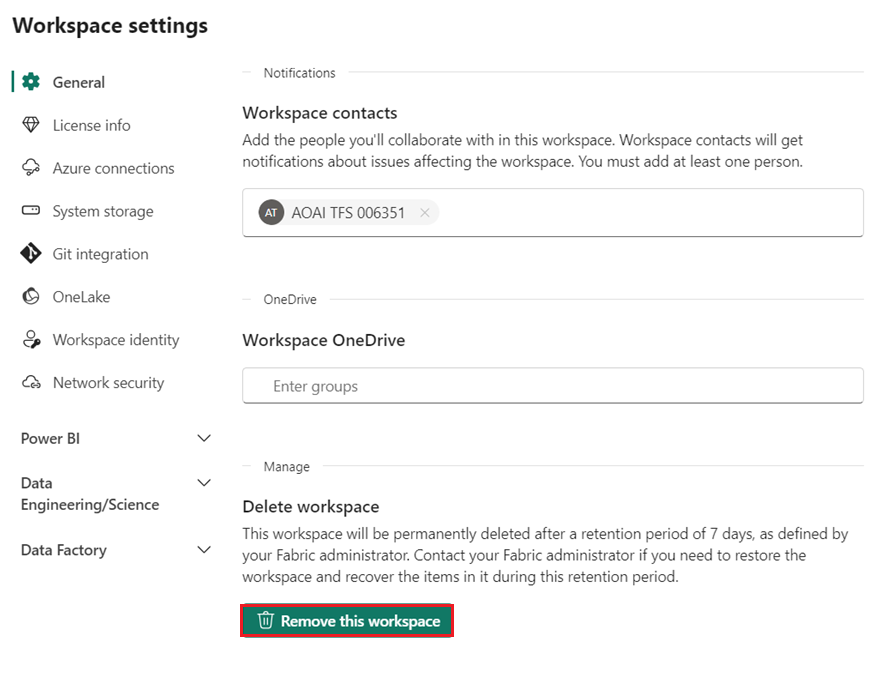 Workspace settings
General
License info
Azure connections
System storage
Git integration
OneLake
Workspace identity
Network security
Power BI
Data
Engineering/Science
Data Factory
Notifications
Workspace contacts
Add the people you'll collaborate with in this workspace. Workspace contacts will get
notifications about issues affecting the workspace. You must add at least one person.
AT AOAI TFS 006351
OneDrive
Workspace OneDrive
Enter groups
Manage
Delete workspace
This workspace will be permanently deleted after a retention period of 7 days, as defined by
your Fabric administrator. Contact your Fabric administrator if you need to restore the
workspace and recover the items in it during this retention period.
Remove this workspace